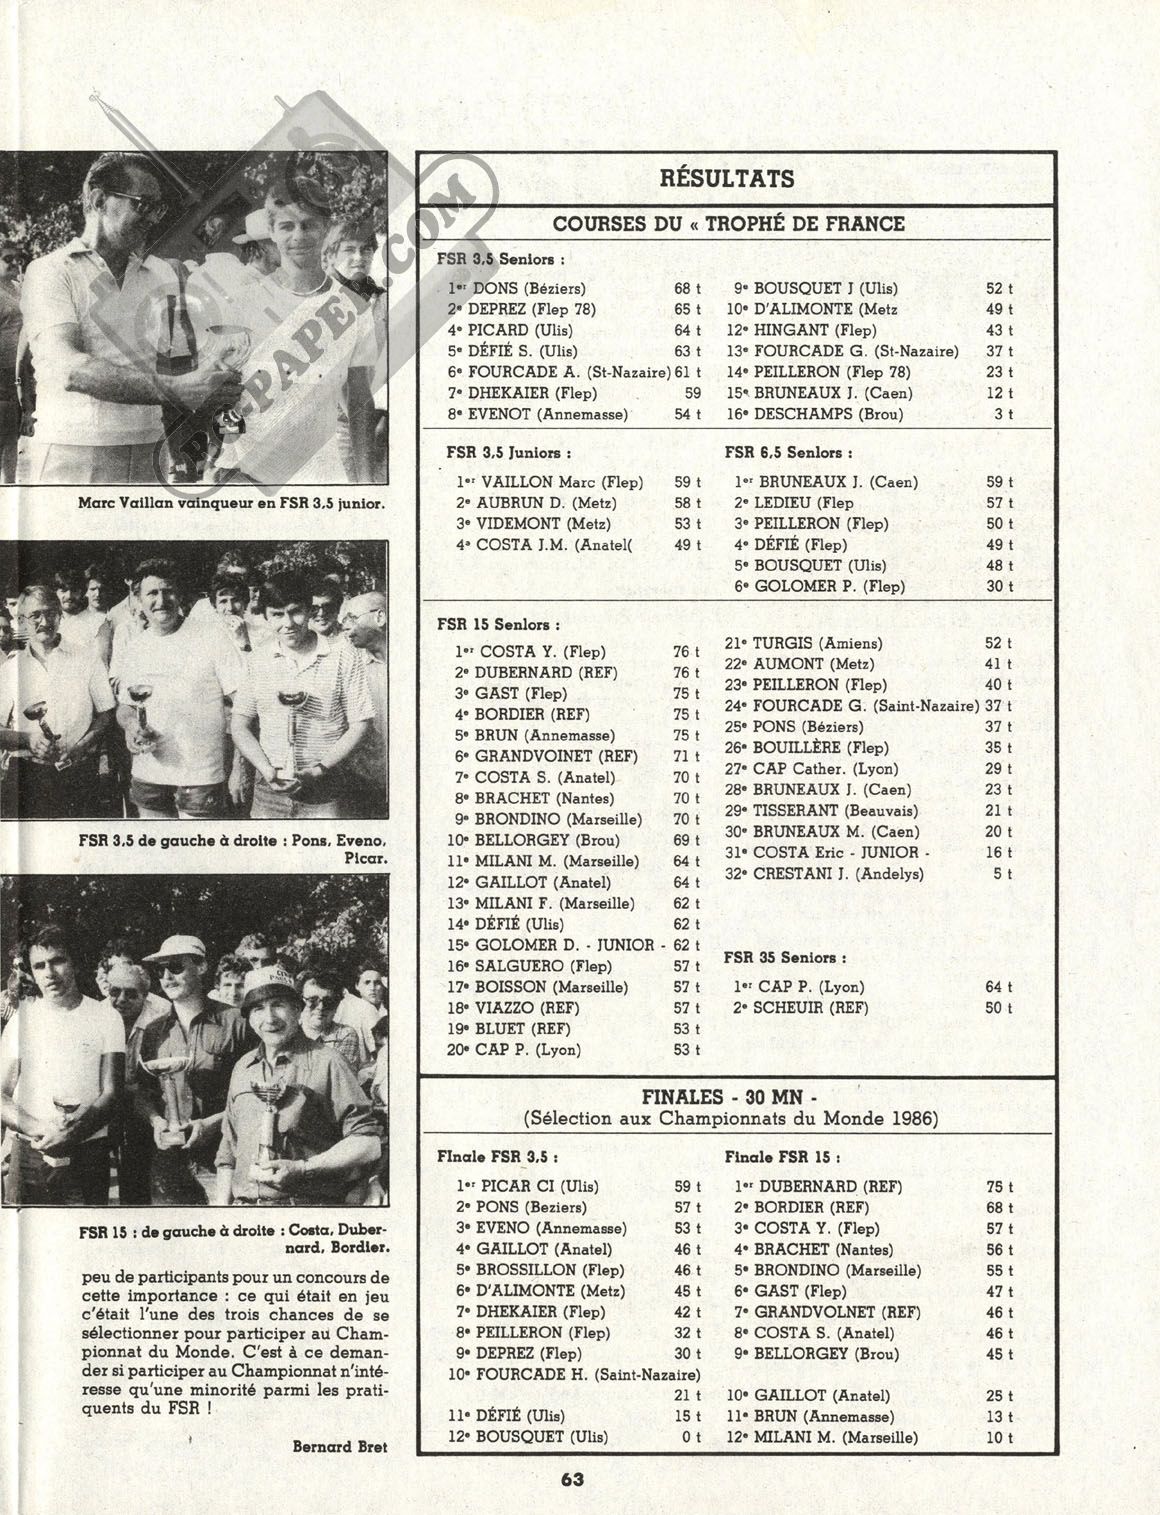 RCPAPER.COM
Marc Vaillan vainqueur en FSR 3,5 junior.
FSR 3,5 de gauche à droite : Pons, Eveno,
Picar.
FSR 15 : de gauche à droite : Costa, Duber-
nard, Bordier.
peu de participants pour un concours de
cette importance : ce qui était en jeu
c'était l'une des trois chances de se
sélectionner pour participer au Cham-
pionnat du Monde. C'est à ce deman-
der si participer au Championnat n'inté-
resse qu'une minorité parmi les prati-
quents du FSR !
Bernard Bret
RÉSULTATS
COURSES DU « TROPHÉ DE FRANCE
FSR 3,5 Seniors :
1er DONS (Béziers) 68 t
2e DEPREZ (Flep 78) 65 t
4e PICARD (Ulis) 64 t
5e DÉFIÉ S. (Ulis) 63 t
6e FOURCADE A. (St-Nazaire) 61 t
7e DHEKAIER (Flep) 59
8e EVENOT (Annemasse) 54 t
9e BOUSQUET J (Ulis) 52 t
10e D'ALIMONTE (Metz 49 t
12e HINGANT (Flep) 43 t
13e FOURCADE G. (St-Nazaire) 37 t
14e PEILLERON (Flep 78) 23 t
15e BRUNEAUX J. (Caen) 12 t
16e DESCHAMPS (Brou) 3 t
FSR 3,5 Juniors :
1er VAILLON Marc (Flep) 59 t
2e AUBRUN D. (Metz) 58 t
3e VIDEMONT (Metz) 53 t
4a COSTA J.M. (Anatel( 49 t
FSR 6,5 Senlors :
1er BRUNEAUX J. (Caen) 59 t
2e LEDIEU (Flep 57 t
3e PEILLERON (Flep) 50 t
4e DÉFIÉ (Flep) 49 t
5e BOUSQUET (Ulis) 48 t
6e GOLOMER P. (Flep) 30 t
FSR 15 Senlors :
1er COSTA Y. (Flep) 76 t
2e DUBERNARD (REF) 76 t
3e GAST (Flep) 75 t
4e BORDIER (REF) 75 t
5e BRUN (Annemasse) 75 t
6e GRANDVOINET (REF) 71 t
7e COSTA S. (Anatel) 70 t
8e BRACHET (Nantes) 70 t
9e BRONDINO (Marseille) 70 t
10e BELLORGEY (Brou) 69 t
11e MILANI M. (Marseille) 64 t
12e GAILLOT (Anatel) 64 t
13e MILANI F. (Marseille) 62 t
14e DÉFIÉ (Ulis) 62 t
15e GOLOMER D. - JUNIOR - 62 t
16e SALGUERO (Flep) 57 t
17e BOISSON (Marseille) 57 t
18e VIAZZO (REF) 57 t
19e BLUET (REF) 53 t
20e CAP P. (Lyon) 53 t
21e TURGIS (Amiens) 52 t
22e AUMONT (Metz) 41 t
23e PEILLERON (Flep) 40 t
24e FOURCADE G. (Saint-Nazaire) 37 t
25e PONS (Béziers) 37 t
26e BOUILLÈRE (Flep) 35 t
27e CAP Cather. (Lyon) 29 t
28e BRUNEAUX J. (Caen) 23 t
29e TISSERANT (Beauvais) 21 t
30e BRUNEAUX M. (Caen) 20 t
31e COSTA Eric - JUNIOR - 16 t
32e CRESTANI J. (Andelys) 5 t
FSR 35 Seniors :
1er CAP P. (Lyon) 64 t
2e SCHEUIR (REF) 50 t
FINALES - 30 MN -
(Sélection aux Championnats du Monde 1986)
FInale FSR 3,5 :
1er PICAR CI (Ulis) 59 t
2e PONS (Beziers) 57 t
3e EVENO (Annemasse) 53 t
4e GAILLOT (Anatel) 46 t
5e BROSSILLON (Flep) 46 t
6e D'ALIMONTE (Metz) 45 t
7e DHEKAIER (Flep) 42 t
8e PEILLERON (Flep) 32 t
9e DEPREZ (Flep) 30 t
10e FOURCADE H. (Saint-Nazaire)
21 t
11e DÉFIÉ (Ulis) 15 t
12e BOUSQUET (Ulis) 0 t
Finale FSR 15 :
1er DUBERNARD (REF) 75 t
2e BORDIER (REF) 68 t
3e COSTA Y. (Flep) 57 t
4e BRACHET (Nantes) 56 t
5e BRONDINO (Marseille) 55 t
6e GAST (Flep) 47 t
7e GRANDVOLNET (REF) 46 t
8e COSTA S. (Anatel) 46 t
9e BELLORGEY (Brou) 45 t
10e GAILLOT (Anatel) 25 t
11e BRUN (Annemasse) 13 t
12e MILANI M. (Marseille) 10 t
63